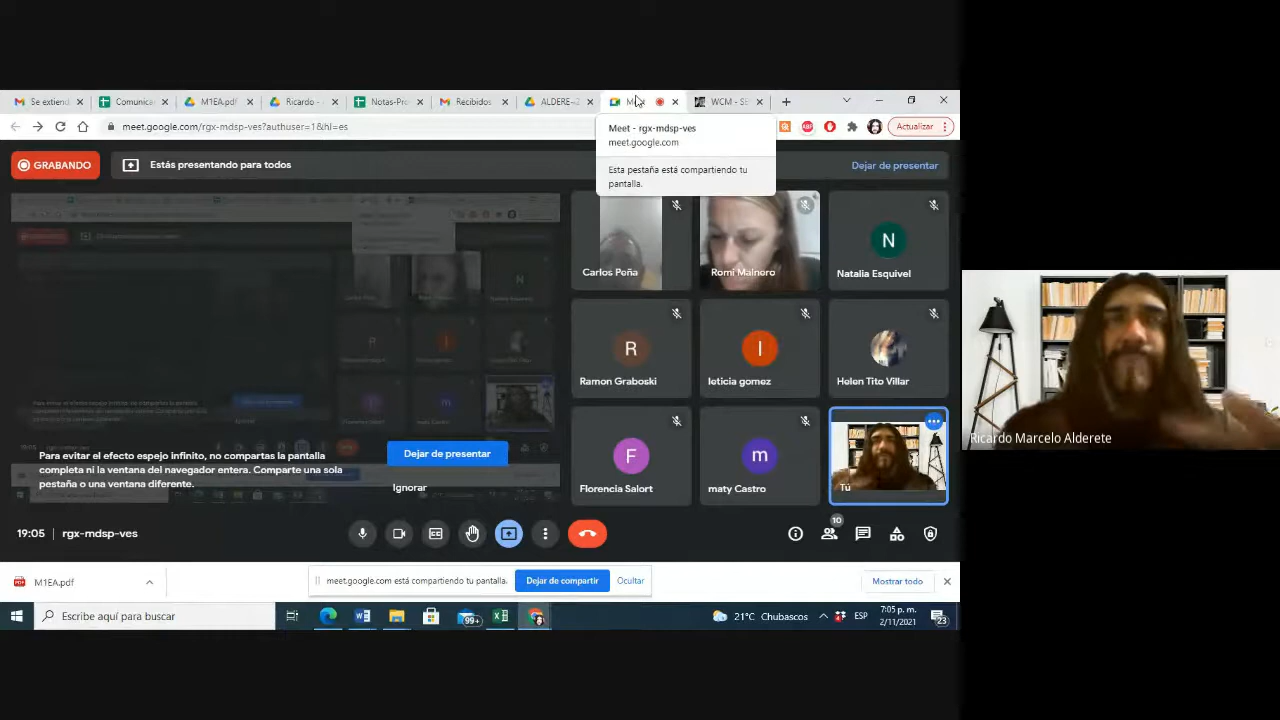 Se extiend
Comunica
M1EA.pdf
Ricardo -
Notas-Pro
Recibidos
ALDERE
WCM - SE
meet.google.com/rgx-mdsp-ves?authuser=1&hl=es
Actualizar
Meet - rgx-mdsp-ves
meet.google.com
Esta pestaña está compartiendo tu
pantalla.
GRABANDO
Estás presentando para todos
Dejar de presentar
Carlos Peña
Romi Malnero
N
Natalia Esquivel
R
Ramon Graboski
l
leticia gomez
Helen Tito Villar
F
Florencia Salort
m
maty Castro
Tú
Para evitar el efecto espejo infinito, no compartas la pantalla
completa ni la ventana del navegador entera. Comparte una sola
pestaña o una ventana diferente.
Dejar de presentar
Ignorar
Ricardo Marcelo Alderete
19:05
rgx-mdsp-ves
10
M1EA.pdf
meet.google.com está compartiendo tu pantalla.
Dejar de compartir
Ocultar
Mostrar todo
Escribe aquí para buscar
99+
21°C Chubascos
ESP
7:05 p. m.
2/11/2021
23